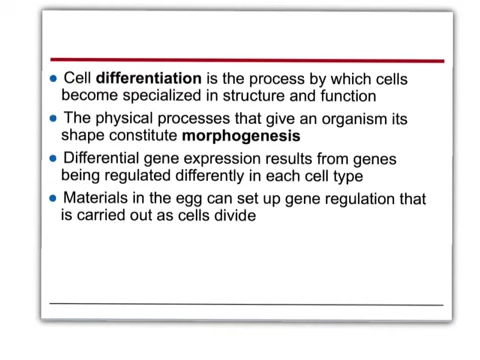 • Cell differentiation is the process by which cells
become specialized in structure and function
• The physical processes that give an organism its
shape constitute morphogenesis
• Differential gene expression results from genes
being regulated differently in each cell type
• Materials in the egg can set up gene regulation that
is carried out as cells divide